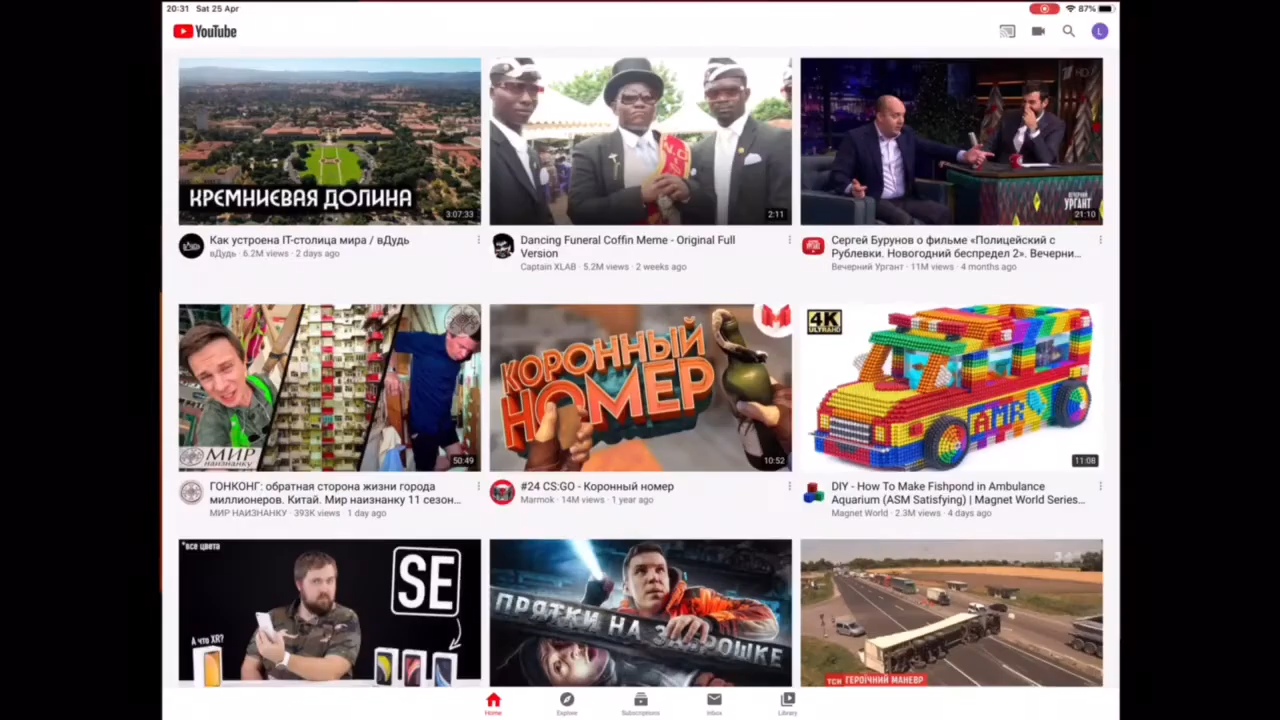 20:31 Sat 25 Apr
87%
YouTube
L
КРЕМНИЕВАЯ ДОЛИНА
3:07:33
2:11
ВЕЧЕРНИЙ
УРГАНТ
21:10
Как устроена IT-столица мира / вДудь
вДудь · 6.2M views · 2 days ago
Dancing Funeral Coffin Meme - Original Full
Version
Captain XLAB · 5.2M views · 2 weeks ago
Сергей Бурунов о фильме «Полицейский с
Рублевки. Новогодний беспредел 2». Вечерни...
Вечерний Ургант · 11M views · 4 months ago
МИР
НАИЗНАНКУ
50:49
КОРОННЫЙ
НОМЕР
10:52
4K
ULTRAHD
11:08
ГОНКОНГ: обратная сторона жизни города
миллионеров. Китай. Мир наизнанку 11 сезон...
МИР НАИЗНАНКУ · 393K views · 1 day ago
#24 CS:GO - Коронный номер
Marmok · 14M views · 1 year ago
DIY - How To Make Fishpond in Ambulance
Aquarium (ASM Satisfying) | Magnet World Series...
Magnet World · 2.3M views · 4 days ago
*все цвета
SE
А что XR?
ПРЯТКИ НА
ТСН ГЕРОЇЧНИЙ МАНЕВР
Home
Explore
Subscriptions
Inbox
Library